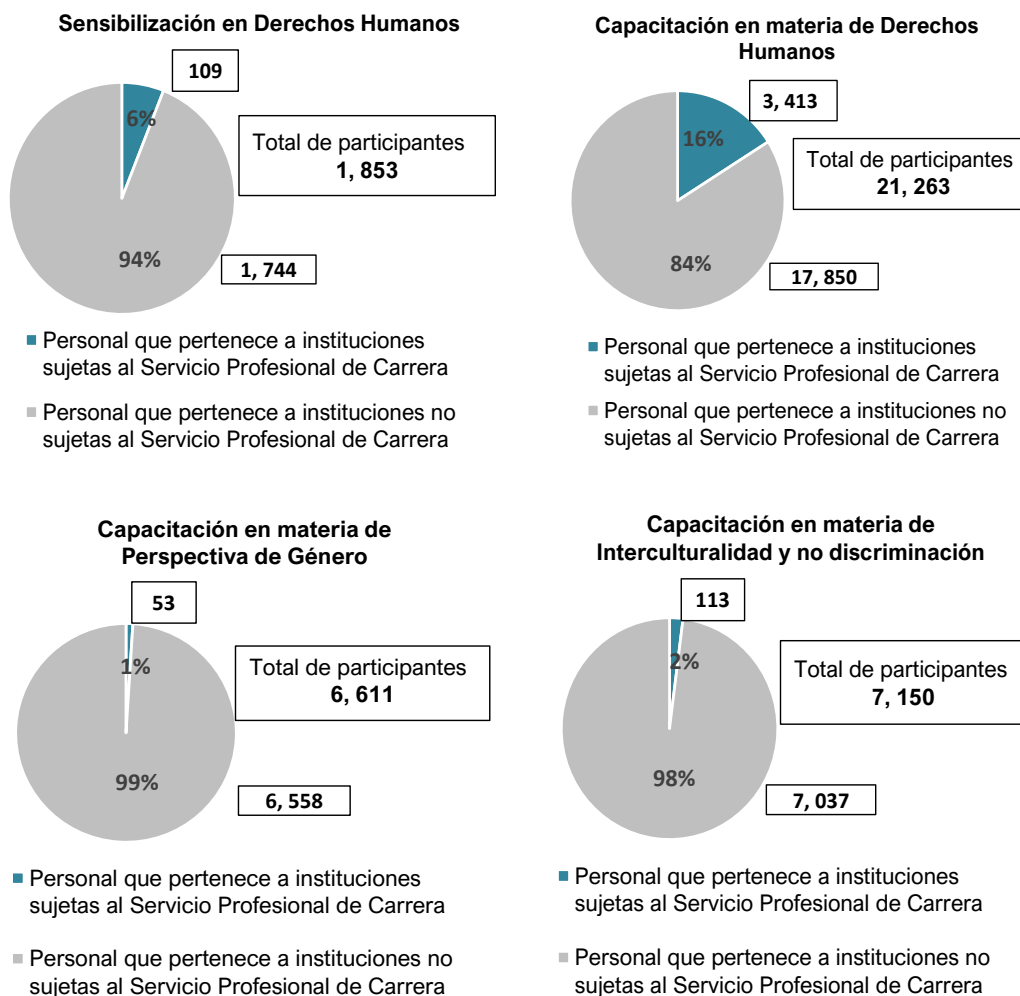 Sensibilización en Derechos Humanos
109
6%
Total de participantes
1, 853
94%
1, 744
Personal que pertenece a instituciones
sujetas al Servicio Profesional de Carrera
Personal que pertenece a instituciones no
sujetas al Servicio Profesional de Carrera
Capacitación en materia de Derechos
Humanos
3, 413
16%
Total de participantes
21, 263
84%
17, 850
Personal que pertenece a instituciones
sujetas al Servicio Profesional de Carrera
Personal que pertenece a instituciones no
sujetas al Servicio Profesional de Carrera
Capacitación en materia de
Perspectiva de Género
53
1%
Total de participantes
6, 611
99%
6, 558
Personal que pertenece a instituciones
sujetas al Servicio Profesional de Carrera
Personal que pertenece a instituciones no
sujetas al Servicio Profesional de Carrera
Capacitación en materia de
Interculturalidad y no discriminación
113
2%
Total de participantes
7, 150
98%
7, 037
Personal que pertenece a instituciones
sujetas al Servicio Profesional de Carrera
Personal que pertenece a instituciones no
sujetas al Servicio Profesional de Carrera